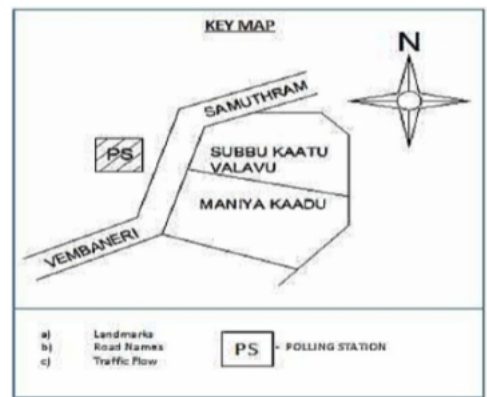 KEY MAP
N
SAMUTHRAM
PS
SUBBU KAATU
VALAVU
MANIYA KAADU
VEMBANERI
a) Landmarks
b) Road Names
c) Traffic Flow
PS - POLLING STATION